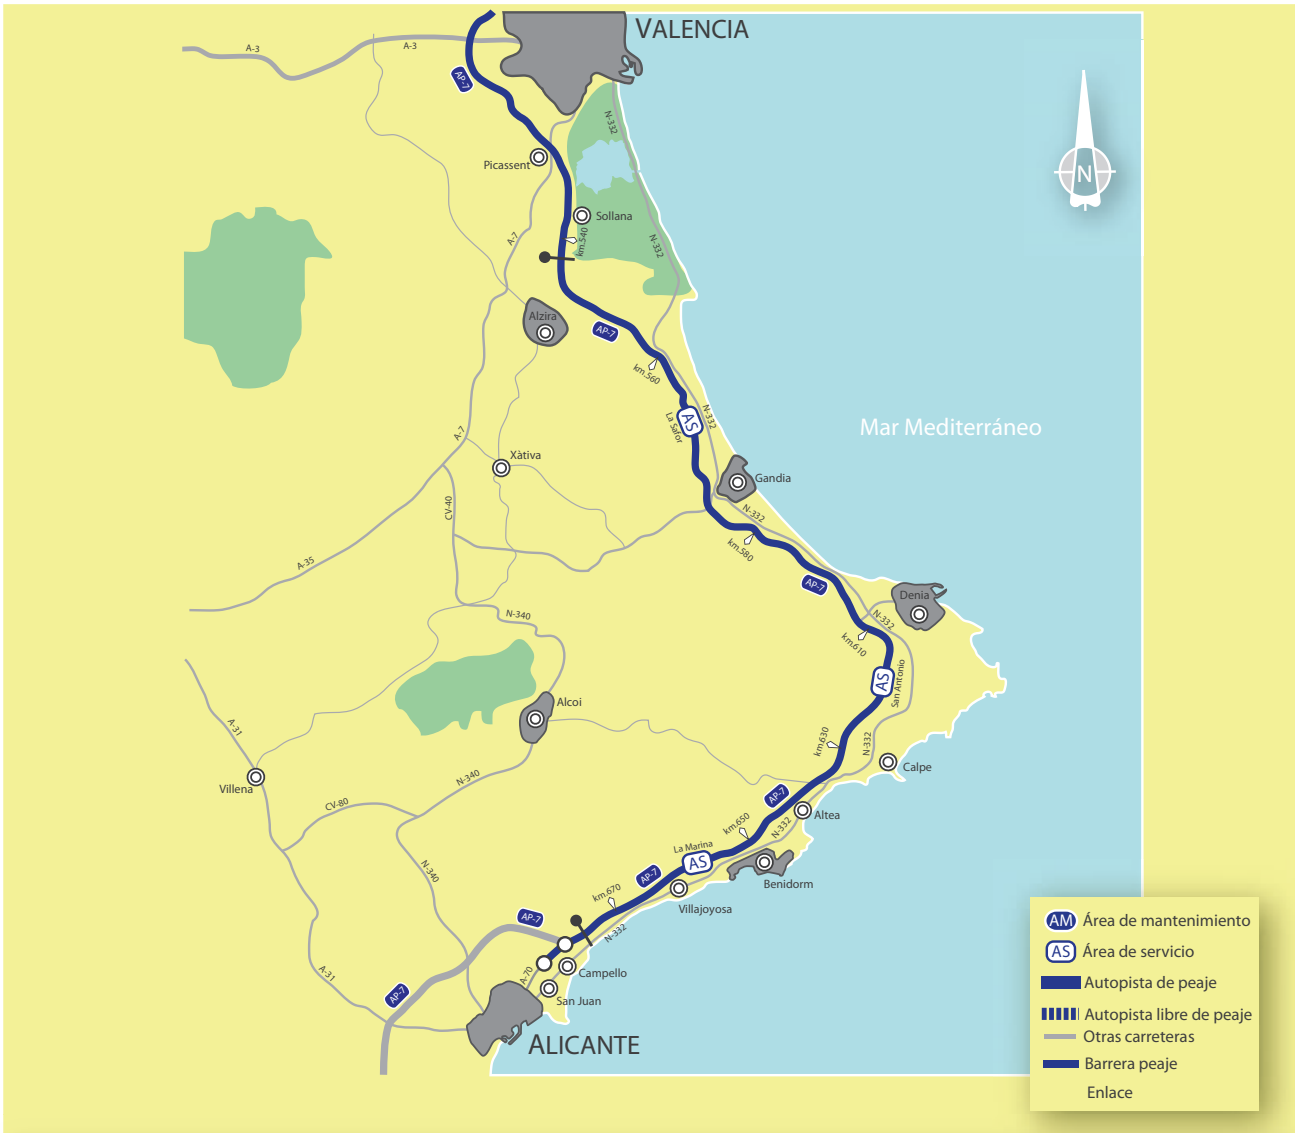 VALENCIA
A-3
A-3
AP-7
N-332
Picassent
Sollana
N
A-7
km.540
N-332
Alzira
AP-7
km.560
La Safor
AS
N-332
Mar Mediterráneo
A-7
Xàtiva
Gandia
CV-40
N-332
km.580
A-35
AP-7
Denia
N-340
N-332
km.610
AS
San Antonio
Alcoi
A-31
km.630
N-332
Calpe
Villena
N-340
AP-7
CV-80
Altea
km.650
N-332
La Marina
AS
N-340
AP-7
Benidorm
km.670
Villajoyosa
AP-7
N-332
A-31
A-70
Campello
AP-7
San Juan
ALICANTE
AM Área de mantenimiento
AS Área de servicio
Autopista de peaje
Autopista libre de peaje
Otras carreteras
Barrera peaje
Enlace